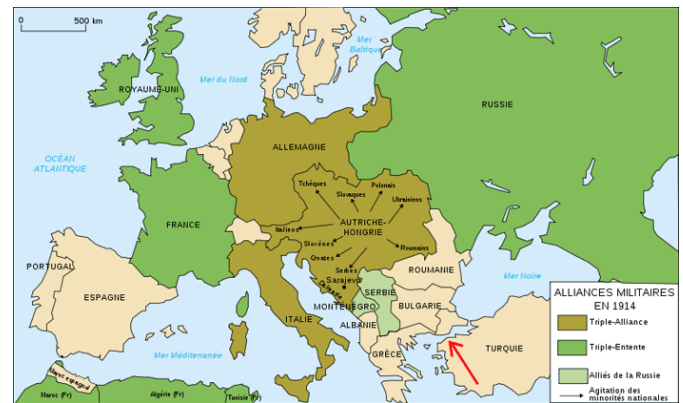 0 500 km
Mer
Baltique
Mer du Nord
ROYAUME-UNI
RUSSIE
OCÉAN
ATLANTIQUE
ALLEMAGNE
Tchèques
Slovaques
Polonais
Ukrainiens
FRANCE
AUTRICHE-
HONGRIE
Italiens
Slovènes
Croates
Roumains
Serbes
Sarajevo
PORTUGAL
ESPAGNE
ITALIE
SERBIE
MONTÉNÉGRO
ROUMANIE
BULGARIE
ALBANIE
GRÈCE
Mer Noire
TURQUIE
Mer Méditerranée
Maroc espagnol
Maroc (Fr)
Algérie (Fr)
Tunisie (Fr)
ALLIANCES MILITAIRES
EN 1914
Triple-Alliance
Triple-Entente
Alliés de la Russie
Agitation des
minorités nationales